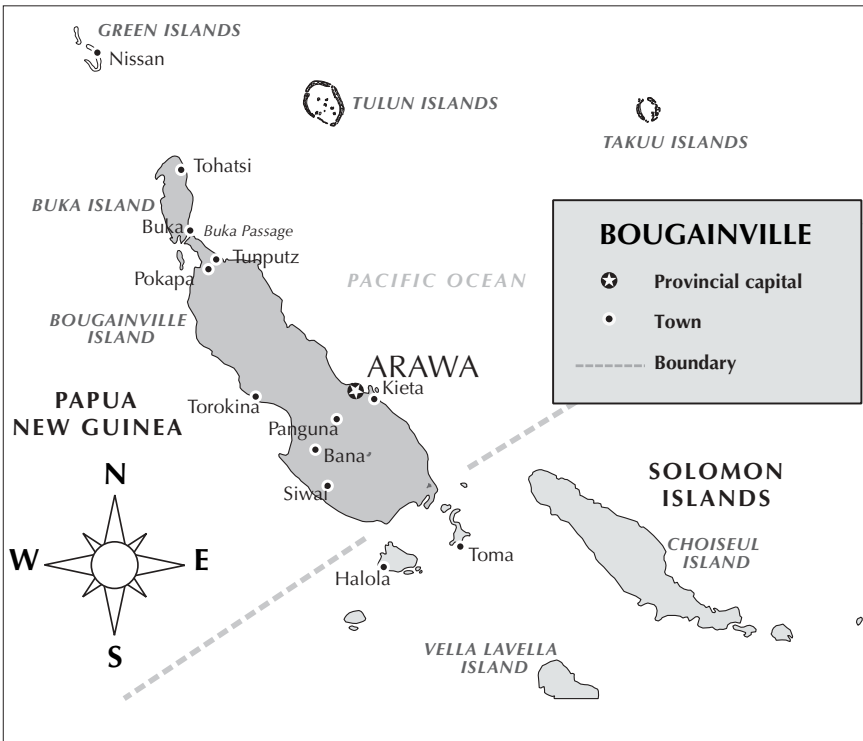 GREEN ISLANDS
Nissan
TULUN ISLANDS
TAKUU ISLANDS
Tohatsi
BUKA ISLAND
Buka
Buka Passage
Tunputz
Pokapa
PACIFIC OCEAN
BOUGAINVILLE
ISLAND
BOUGAINVILLE
Provincial capital
Town
Boundary
ARAWA
Kieta
Torokina
PAPUA
NEW GUINEA
Panguna
Bana
Siwai
SOLOMON
ISLANDS
CHOISEUL
ISLAND
N
W
E
S
Toma
Halola
VELLA LAVELLA
ISLAND